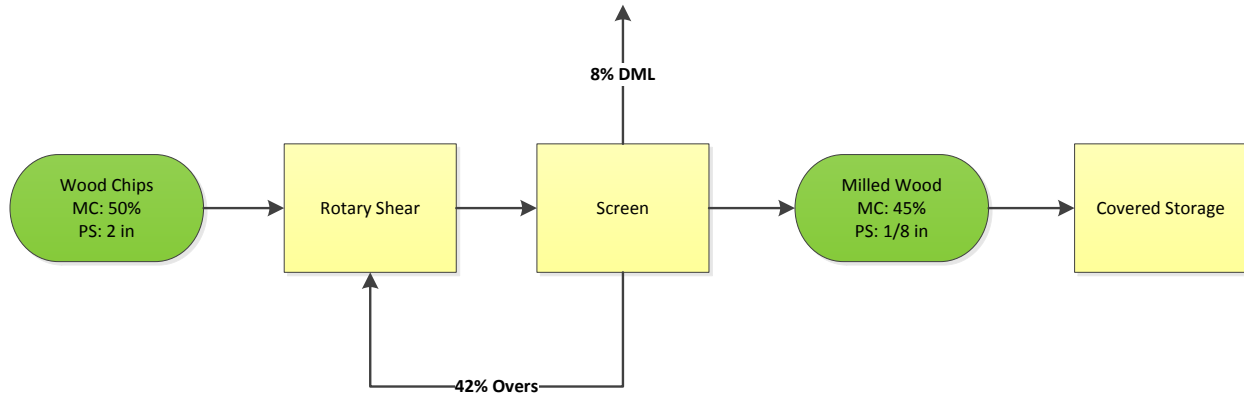 8% DML
Wood Chips
MC: 50%
PS: 2 in
Rotary Shear
Screen
Milled Wood
MC: 45%
PS: 1/8 in
Covered Storage
42% Overs